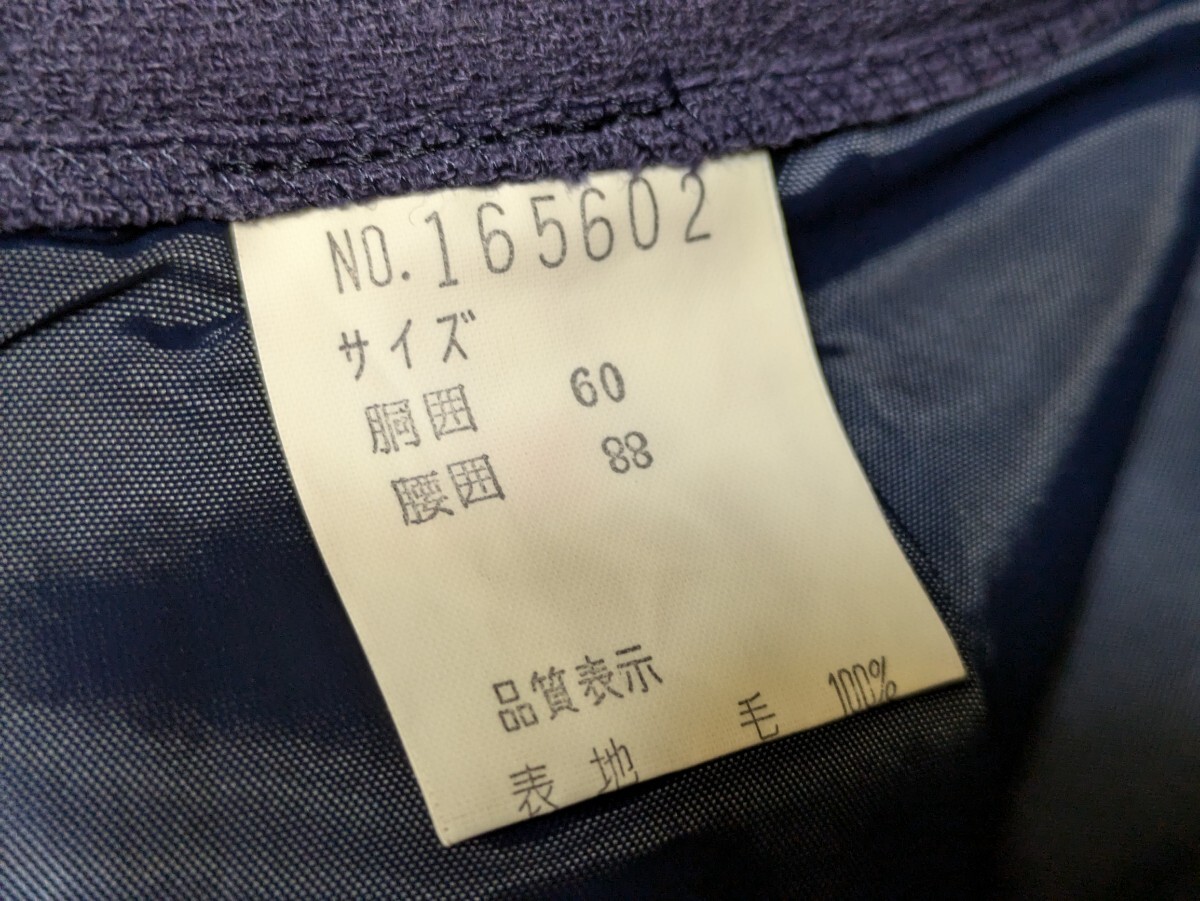 NO.165602
サイズ
胴囲 60
腰囲 88
品質表示
表地 毛 100%